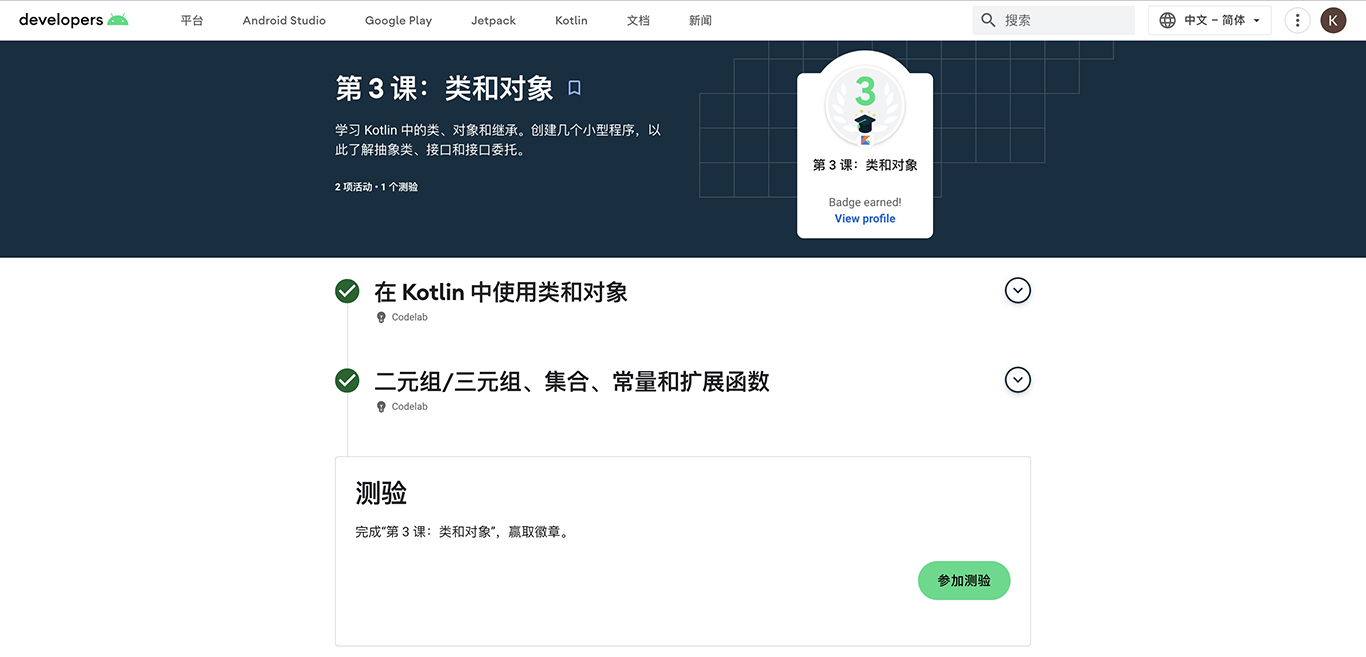 developers
平台
Android Studio
Google Play
Jetpack
Kotlin
文档
新闻
搜索
中文 – 简体
K
第 3 课：类和对象
学习 Kotlin 中的类、对象和继承。创建几个小型程序，以
此了解抽象类、接口和接口委托。
2 项活动 • 1 个测验
3
第 3 课：类和对象
Badge earned!
View profile
在 Kotlin 中使用类和对象
Codelab
二元组/三元组、集合、常量和扩展函数
Codelab
测验
完成“第 3 课：类和对象”，赢取徽章。
参加测验